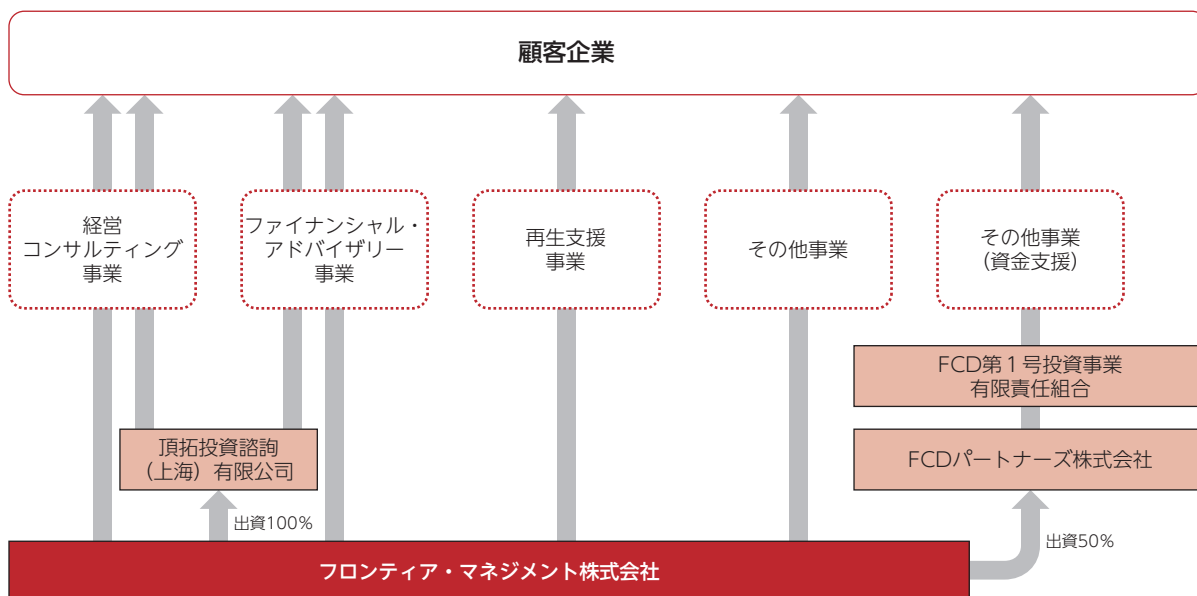 顧客企業
経営
コンサルティング
事業
ファイナンシャル・
アドバイザリー
事業
再生支援
事業
その他事業
その他事業
（資金支援）
FCD第１号投資事業
有限責任組合
頂拓投資諮詢
（上海）有限公司
FCDパートナーズ株式会社
出資100%
出資50%
フロンティア・マネジメント株式会社